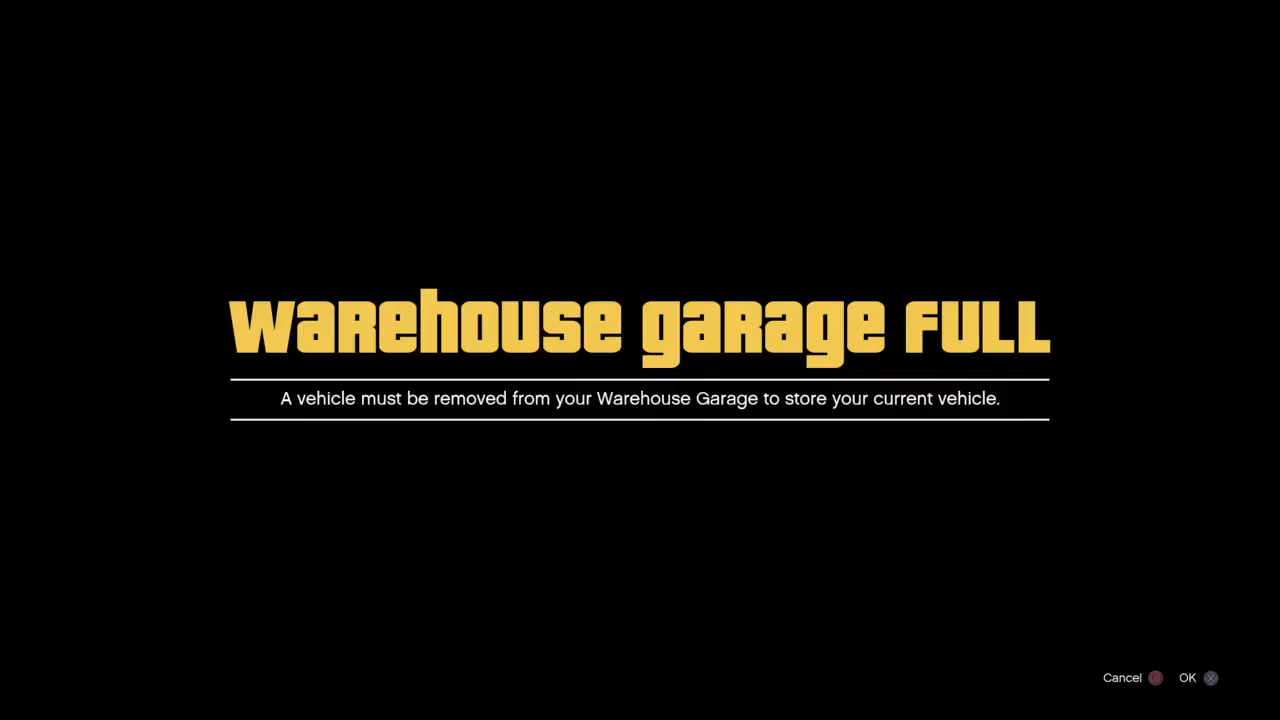 warehouse garage FULL
A vehicle must be removed from your Warehouse Garage to store your current vehicle.
Cancel OK